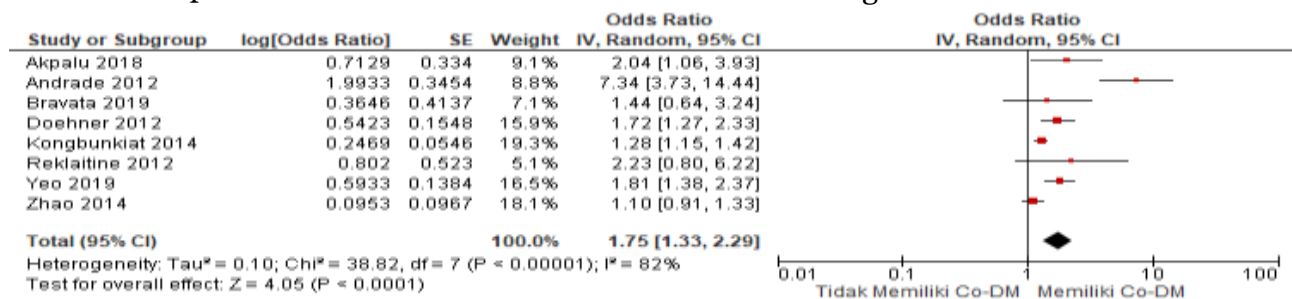 Odds Ratio Odds Ratio
Study or Subgroup log[Odds Ratio] SE Weight IV, Random, 95% CI IV, Random, 95% CI
Akpalu 2018 0.7129 0.334 9.1% 2.04 [1.06, 3.93]
Andrade 2012 1.9933 0.3454 8.8% 7.34 [3.73, 14.44]
Bravata 2019 0.3646 0.4137 7.1% 1.44 [0.64, 3.24]
Doehner 2012 0.5423 0.1548 15.9% 1.72 [1.27, 2.33]
Kongbunkiat 2014 0.2469 0.0546 19.3% 1.28 [1.15, 1.42]
Reklaitine 2012 0.802 0.523 5.1% 2.23 [0.80, 6.22]
Yeo 2019 0.5933 0.1384 16.5% 1.81 [1.38, 2.37]
Zhao 2014 0.0953 0.0967 18.1% 1.10 [0.91, 1.33]
Total (95% CI) 100.0% 1.75 [1.33, 2.29]
Heterogeneity: Tau² = 0.10; Chi² = 38.82, df = 7 (P < 0.00001); I² = 82%
Test for overall effect: Z = 4.05 (P < 0.0001)
0.01 0.1 1 10 100
Tidak Memiliki Co-DM Memiliki Co-DM